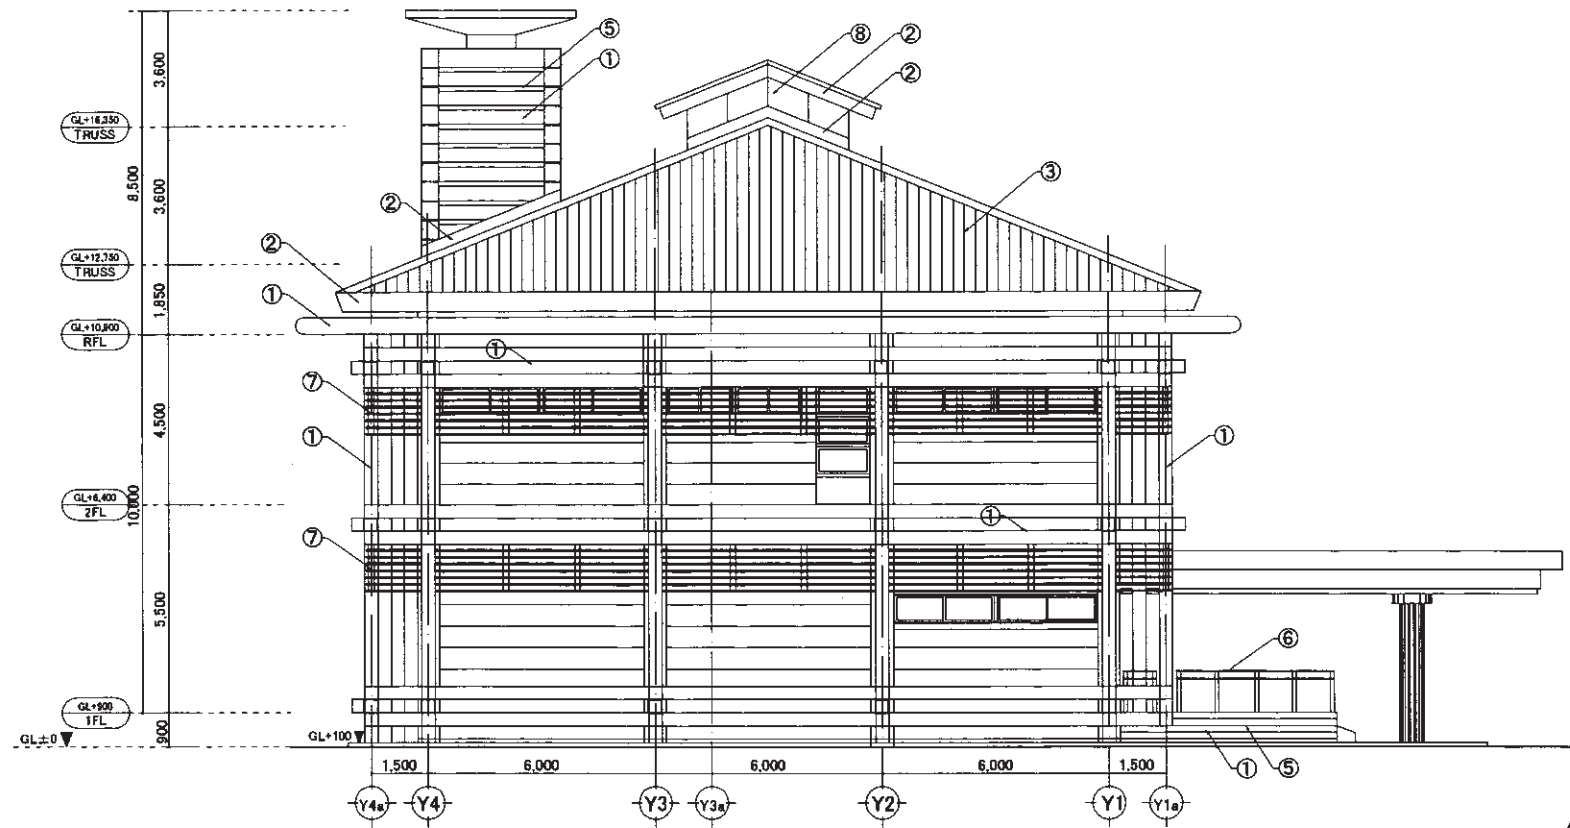 ⑤
①
⑧
②
②
③
②
②
①
①
⑦
①
①
①
⑦
⑥
①
⑤
3,600
GL+16,350
TRUSS
8,500
3,600
GL+12,750
TRUSS
1,850
GL+10,900
RFL
4,500
GL+6,400
2FL
10,000
5,500
GL+900
1FL
900
GL±0
GL+100
1,500
6,000
6,000
6,000
1,500
Y4a
Y4
Y3
Y3a
Y2
Y1
Y1a